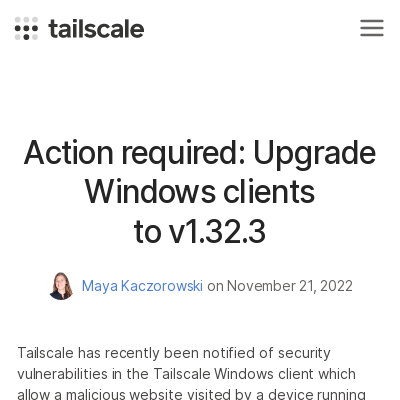 tailscale
Action required: Upgrade
Windows clients
to v1.32.3
Maya Kaczorowski on November 21, 2022
Tailscale has recently been notified of security
vulnerabilities in the Tailscale Windows client which
allow a malicious website visited by a device running